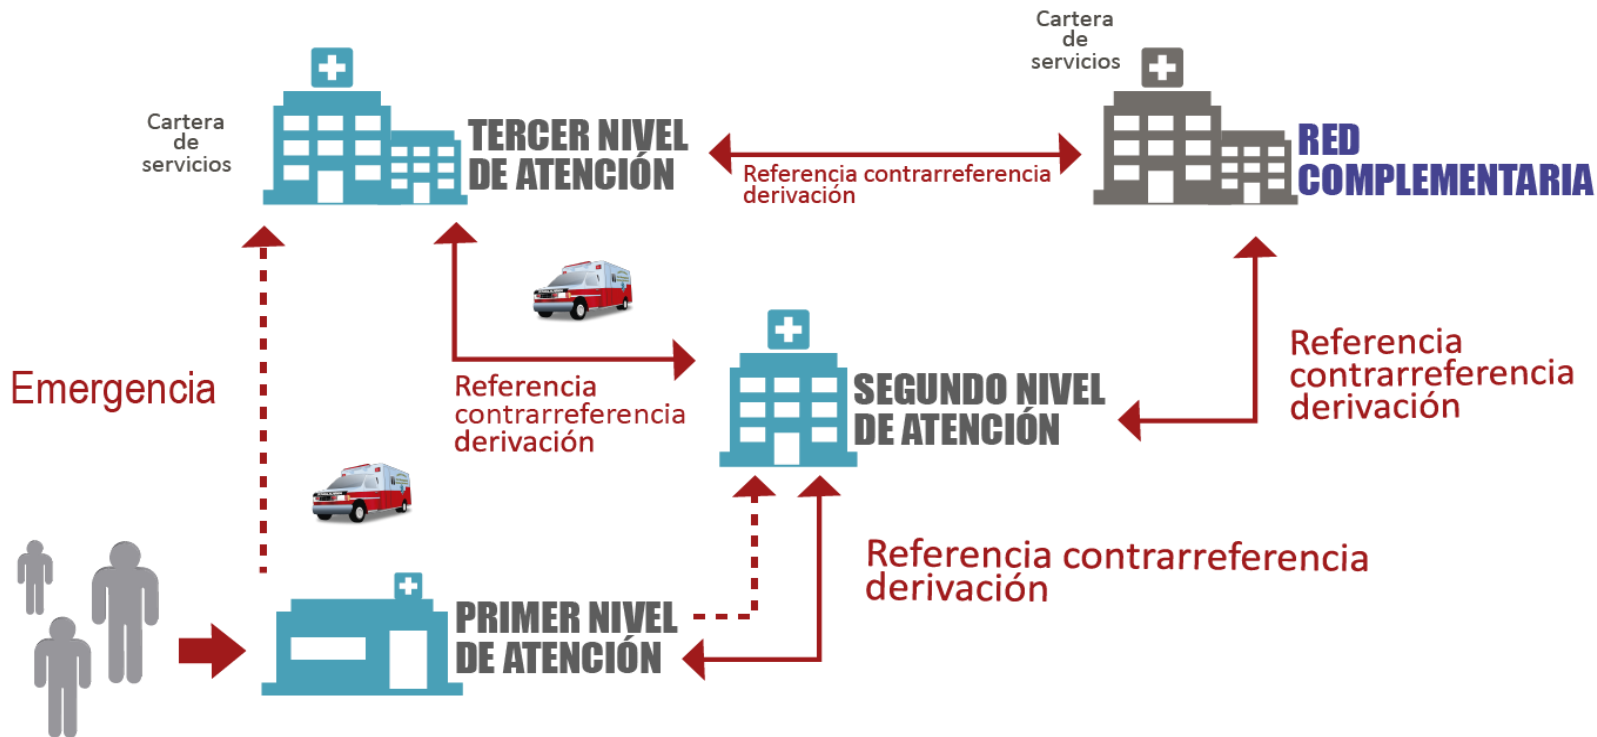 Cartera
de
servicios
Cartera
de
servicios
TERCER NIVEL
DE ATENCIÓN
Referencia contrarreferencia
derivación
RED
COMPLEMENTARIA
Emergencia
Referencia
contrarreferencia
derivación
SEGUNDO NIVEL
DE ATENCIÓN
Referencia
contrarreferencia
derivación
Referencia contrarreferencia
derivación
PRIMER NIVEL
DE ATENCIÓN